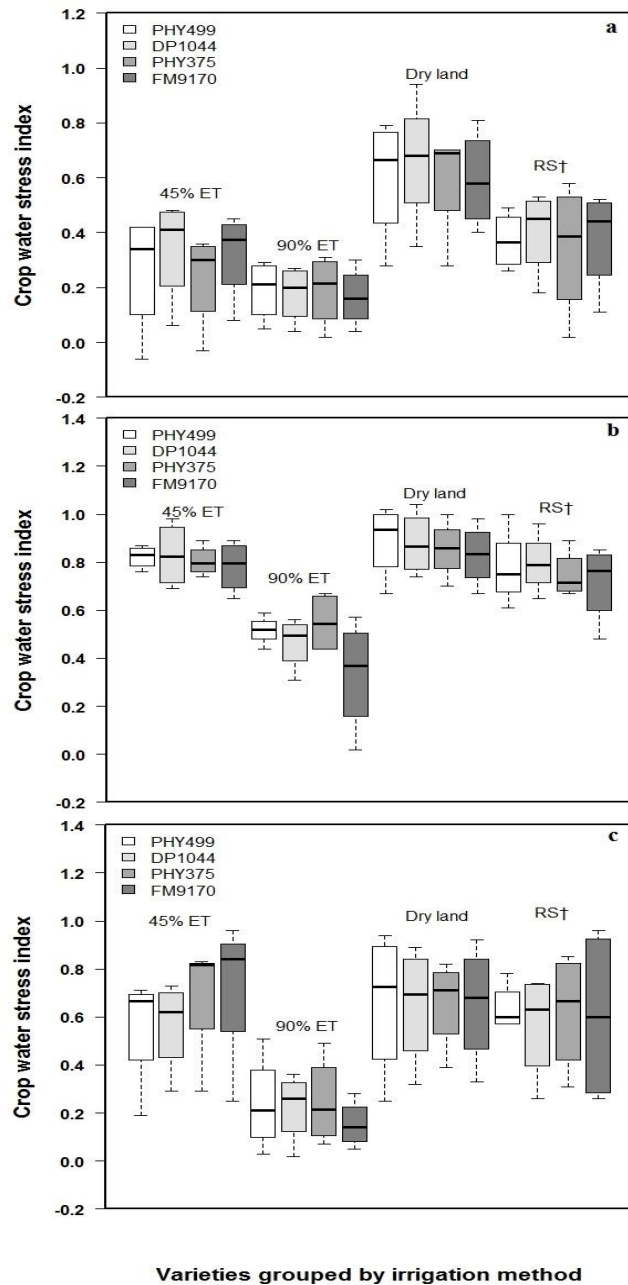 1.2
1.0
0.8
0.6
0.4
0.2
0.0
-0.2
Crop water stress index
a
PHY499
DP1044
PHY375
FM9170
45% ET
90% ET
Dry land
RS†
1.4
1.2
1.0
0.8
0.6
0.4
0.2
0.0
-0.2
Crop water stress index
b
PHY499
DP1044
PHY375
FM9170
45% ET
90% ET
Dry land
RS†
1.4
1.2
1.0
0.8
0.6
0.4
0.2
0.0
-0.2
Crop water stress index
c
PHY499
DP1044
PHY375
FM9170
45% ET
90% ET
Dry land
RS†
Varieties grouped by irrigation method